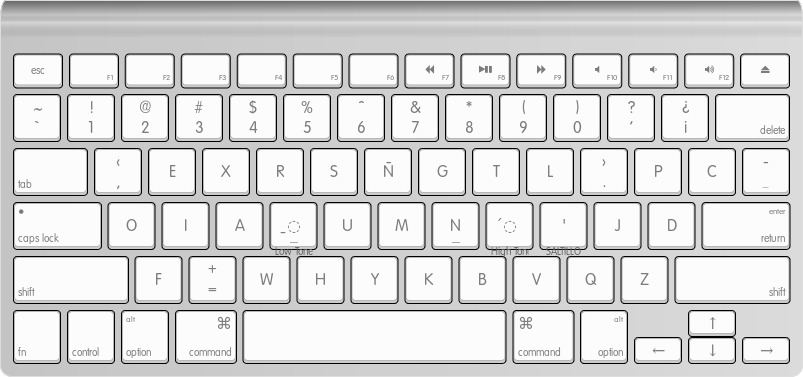 esc F1 F2 F3 F4 F5 F6 F7 F8 F9 F10 F11 F12
~ ! @ # $ % ˆ & * ( ) ? ¿
` 1 2 3 4 5 6 7 8 9 0 ´ ¡ delete
tab ‹ , E X R S Ñ G T L › . P C - _
caps lock O I A _◌ U M N ´◌ ' J D enter return
Low Tone High Tone SALTILLO
shift F + = W H Y K B V Q Z shift
fn control alt option ⌘ command ⌘ command alt option ← ↑ ↓ →